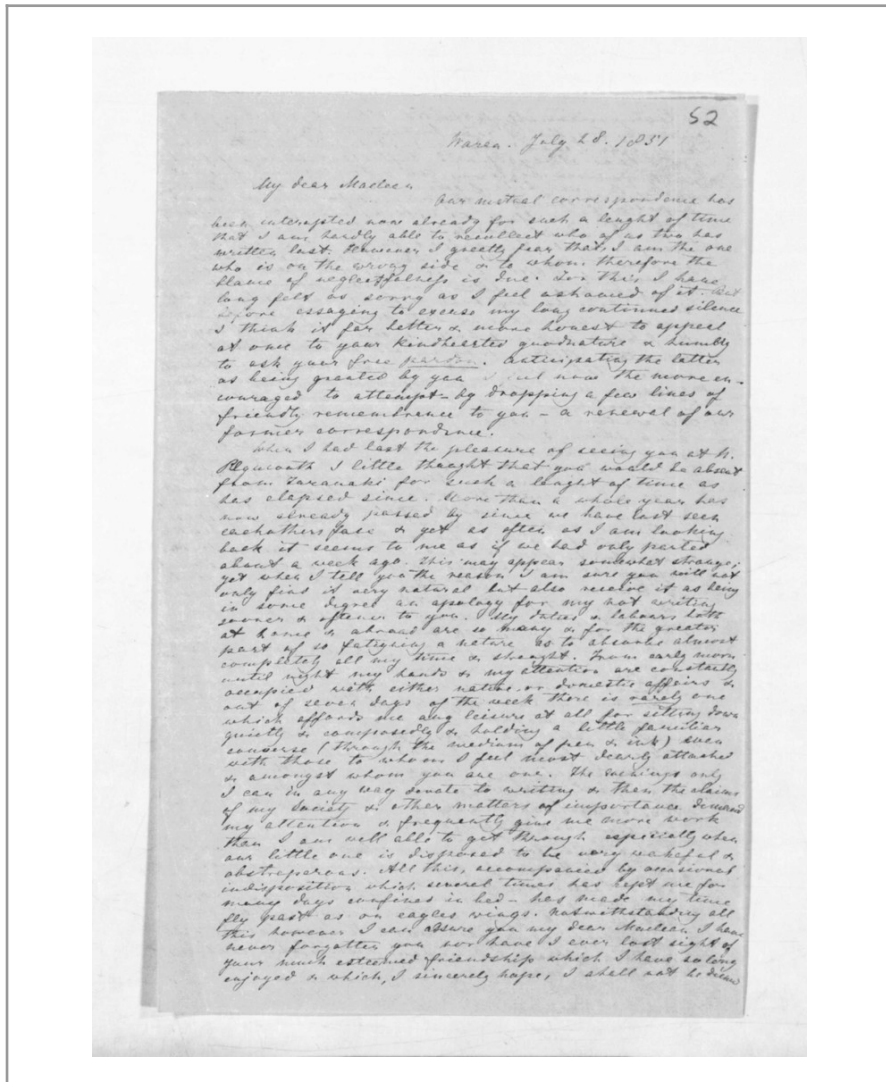 52
Warea. July 28. 1851
My dear Maclean
Our mutual correspondence has
been interupted now already for such a lenght of time
that I am hardly able to recollect who of us two has
written last. However I greatly fear that I am the one
who is on the wrong side & to whom therefore the
blame of neglectfulness is due. For this I have
long felt as sorry as I feel ashamed of it. But
before essaying to excuse my long continued silence
I think it far better & more honest to appeal
at once to your kindhearted goodnature & humbly
to ask your free pardon. Anticipating the latter
as being granted by you I feel now the more en-
couraged to attempt - by dropping a few lines of
friendly remembrance to you - a renewal of our
former correspondence.
When I had last the pleasure of seeing you at N.
Plymouth I little thought that you would be absent
from Taranaki for such a lenght of time as
has elapsed since. More than a whole year has
now already passed by since we have last seen
eachothers face & yet as often as I am looking
back it seems to me as if we had only parted
about a week ago. This may appear somewhat strange;
yet when I tell you the reason I am sure you will not
only find it very natural but also receive it as being
in some degree an apology for my not writing
sooner & oftener to you. My duties & labours both
at home & abroad are so many & for the greater
part of so fatiguing a nature as to absorb almost
completely all my time & strenght. From early morn
until night my hands & my attention are constantly
occupied with either native or domestic affairs &
out of seven days of the week there is rarely one
which affords me any leisure at all for sitting down
quietly & composedly & holding a little familiar
converse (through the medium of pen & ink) even
with those to whom I feel most dearly attached
& amongst whom you are one. The evenings only
I can in any way devote to writing & then the claims
of my Society & other matters of importance demand
my attention & frequently give me more work
than I am well able to get through especially when
our little one is disposed to be very wakeful &
obstroperous. All this, accompanied by occasional
indisposition which several times has kept me for
many days confined in bed - has made my time
fly past as on eagles wings. Notwithstanding all
this however I can assure you my dear Maclean I have
never forgotten you nor have I ever lost sight of
your much esteemed friendship which I have so long
enjoyed & which, I sincerely hope, I shall not be